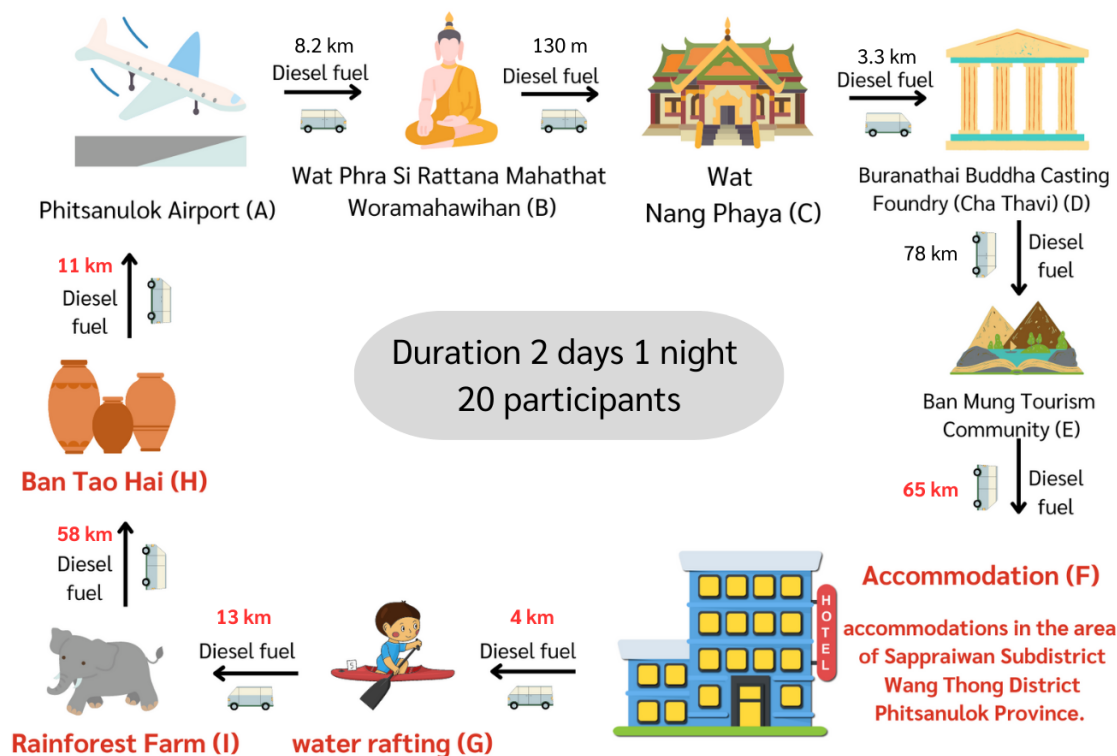 8.2 km
Diesel fuel
130 m
Diesel fuel
3.3 km
Diesel fuel
Phitsanulok Airport (A)
Wat Phra Si Rattana Mahathat
Woramahawihan (B)
Wat
Nang Phaya (C)
Buranathai Buddha Casting
Foundry (Cha Thavi) (D)
78 km
Diesel
fuel
Ban Mung Tourism
Community (E)
65 km
Diesel
fuel
Duration 2 days 1 night
20 participants
Accommodation (F)
accommodations in the area
of Sappraiwan Subdistrict
Wang Thong District
Phitsanulok Province.
HOTEL
4 km
Diesel fuel
5
water rafting (G)
13 km
Diesel fuel
Rainforest Farm (I)
58 km
Diesel
fuel
Ban Tao Hai (H)
11 km
Diesel
fuel